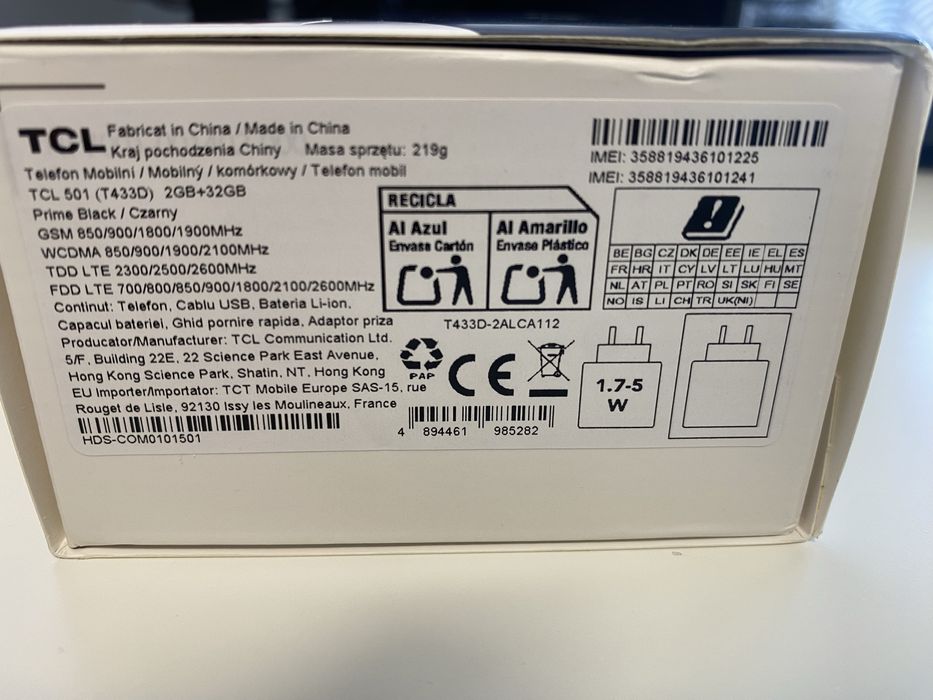 TCL Fabricat in China / Made in China
Kraj pochodzenia Chiny Masa sprzętu: 219g
Telefon Mobilni / Mobilný / komórkowy / Telefon mobil
TCL 501 (T433D) 2GB+32GB
Prime Black / Czarny
GSM 850/900/1800/1900MHz
WCDMA 850/900/1900/2100MHz
TDD LTE 2300/2500/2600MHz
FDD LTE 700/800/850/900/1800/2100/2600MHz
Continut: Telefon, Cablu USB, Bateria Li-ion,
Capacul bateriei, Ghid pornire rapida, Adaptor priza
Producator/Manufacturer: TCL Communication Ltd.
5/F, Building 22E, 22 Science Park East Avenue,
Hong Kong Science Park, Shatin, NT, Hong Kong
EU Importer/Importator: TCT Mobile Europe SAS-15, rue
Rouget de Lisle, 92130 Issy les Moulineaux, France
HDS-COM0101501
RECICLA
Al Azul
Envase Cartón
Al Amarillo
Envase Plástico
T433D-2ALCA112
PAP
CE
4 894461 985282
IMEI: 358819436101225
IMEI: 358819436101241
!
BE BG CZ DK DE EE IE EL ES
FR HR IT CY LV LT LU HU MT
NL AT PL PT RO SI SK FI SE
NO IS LI CH TR UK(NI)
1.7-5
W